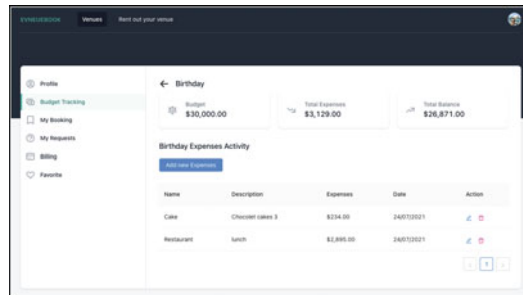 EVNEUEBOOK Venues Rent out your venue
Profile
Budget Tracking
My Booking
My Requests
Billing
Favorite
← Birthday
Budget
$30,000.00
Total Expenses
$3,129.00
Total Balance
$26,871.00
Birthday Expenses Activity
Add new Expenses
Name Description Expenses Date Action
Cake Chocolet cakes 3 $234.00 24/07/2021
Restaurant lunch $2,895.00 24/07/2021
< 1 >